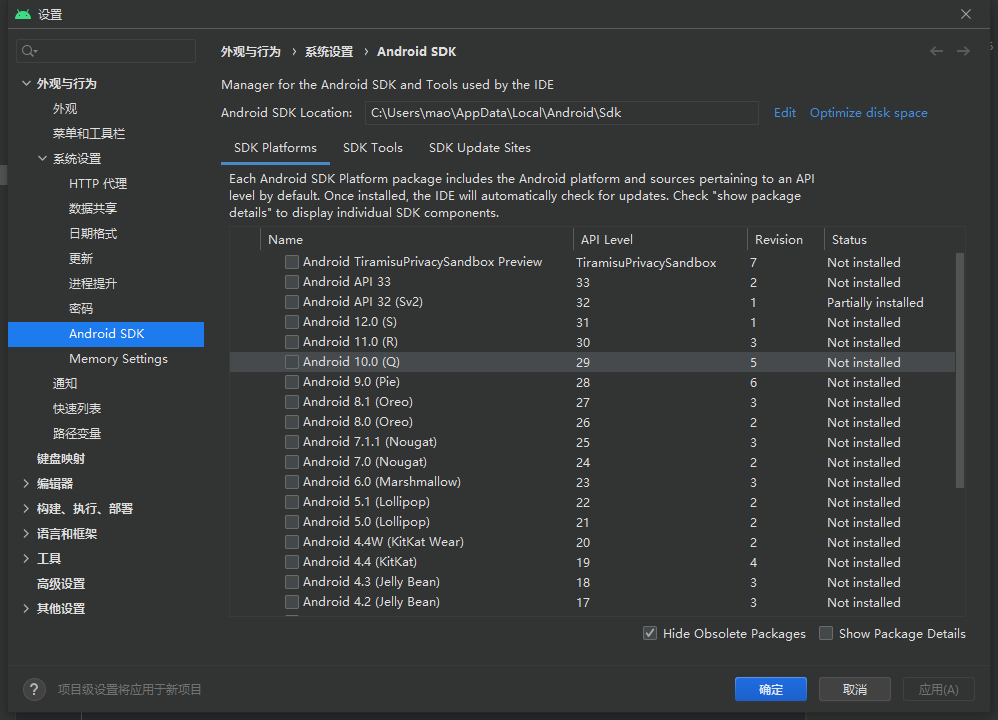 设置
外观与行为 › 系统设置 › Android SDK
外观与行为
外观
菜单和工具栏
系统设置
HTTP 代理
数据共享
日期格式
更新
进程提升
密码
Android SDK
Memory Settings
通知
快速列表
路径变量
键盘映射
编辑器
构建、执行、部署
语言和框架
工具
高级设置
其他设置
Manager for the Android SDK and Tools used by the IDE
Android SDK Location: C:\Users\mao\AppData\Local\Android\Sdk Edit Optimize disk space
SDK Platforms SDK Tools SDK Update Sites
Each Android SDK Platform package includes the Android platform and sources pertaining to an API
level by default. Once installed, the IDE will automatically check for updates. Check "show package
details" to display individual SDK components.
Name API Level Revision Status
Android TiramisuPrivacySandbox Preview TiramisuPrivacySandbox 7 Not installed
Android API 33 33 2 Not installed
Android API 32 (Sv2) 32 1 Partially installed
Android 12.0 (S) 31 1 Not installed
Android 11.0 (R) 30 3 Not installed
Android 10.0 (Q) 29 5 Not installed
Android 9.0 (Pie) 28 6 Not installed
Android 8.1 (Oreo) 27 3 Not installed
Android 8.0 (Oreo) 26 2 Not installed
Android 7.1.1 (Nougat) 25 3 Not installed
Android 7.0 (Nougat) 24 2 Not installed
Android 6.0 (Marshmallow) 23 3 Not installed
Android 5.1 (Lollipop) 22 2 Not installed
Android 5.0 (Lollipop) 21 2 Not installed
Android 4.4W (KitKat Wear) 20 2 Not installed
Android 4.4 (KitKat) 19 4 Not installed
Android 4.3 (Jelly Bean) 18 3 Not installed
Android 4.2 (Jelly Bean) 17 3 Not installed
Hide Obsolete Packages Show Package Details
? 项目级设置将应用于新项目
确定 取消 应用(A)